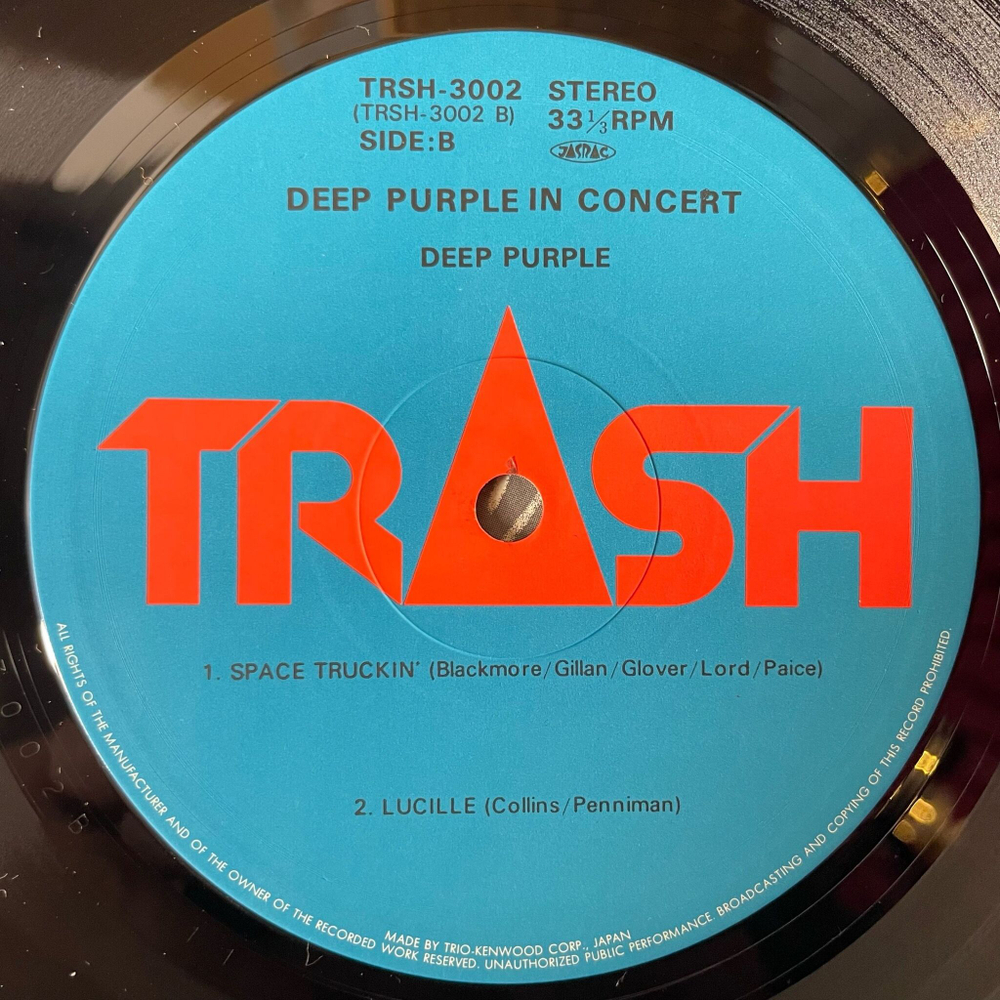 TRSH-3002 STEREO
(TRSH-3002 B) 33⅓RPM
SIDE:B JASRAC
DEEP PURPLE IN CONCERT
DEEP PURPLE
TRASH
1. SPACE TRUCKIN' (Blackmore/Gillan/Glover/Lord/Paice)
2. LUCILLE (Collins/Penniman)
MADE BY TRIO-KENWOOD CORP., JAPAN
ALL RIGHTS OF THE MANUFACTURER AND OF THE OWNER OF THE RECORDED WORK RESERVED. UNAUTHORIZED PUBLIC PERFORMANCE BROADCASTING AND COPYING OF THIS RECORD PROHIBITED.